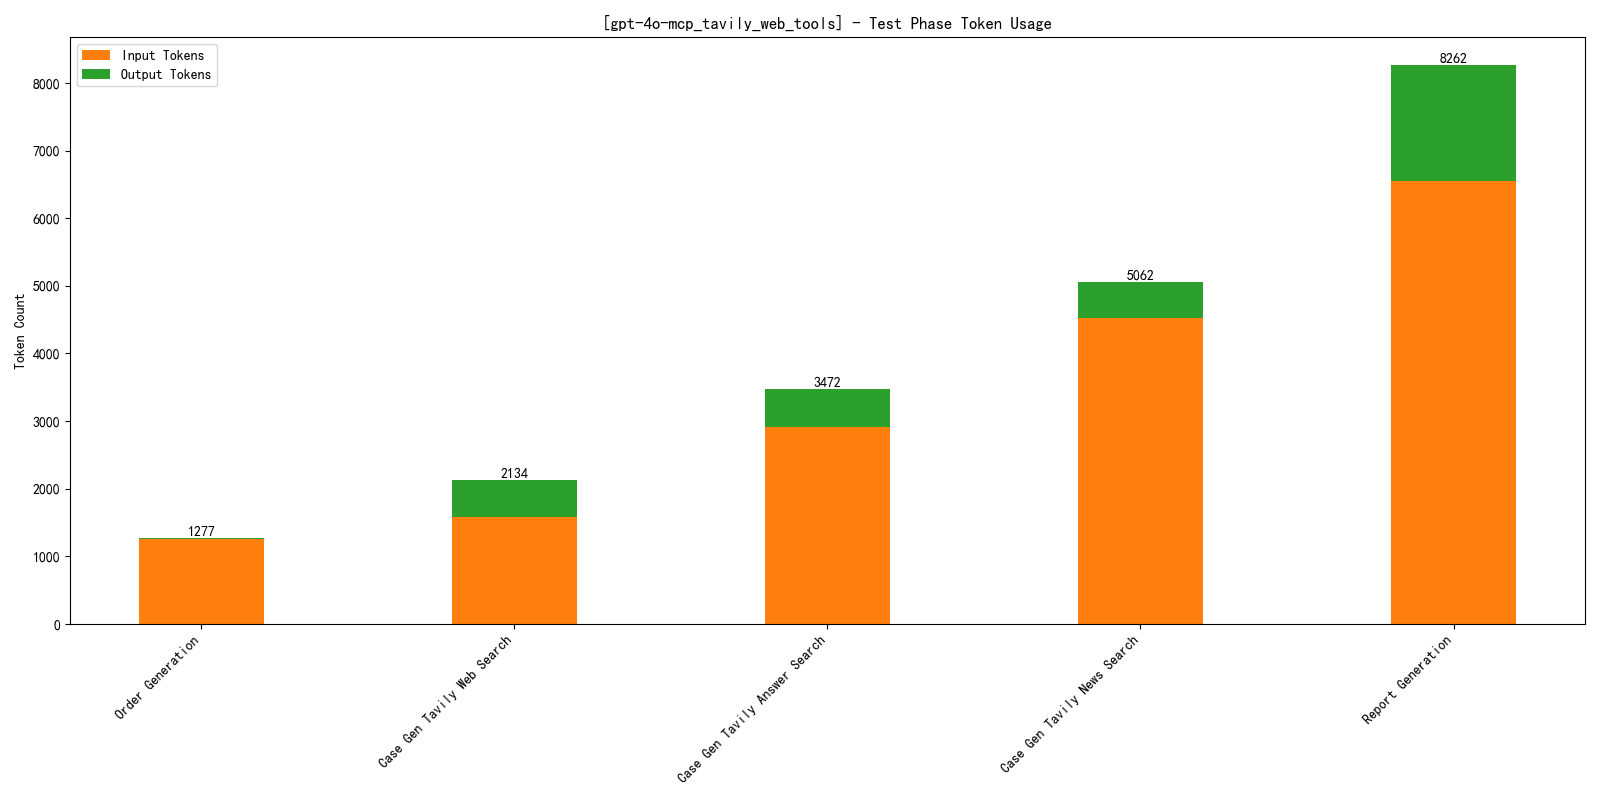 [gpt-4o-mcp_tavily_web_tools] - Test Phase Token Usage
Input Tokens
Output Tokens
Token Count
8000
7000
6000
5000
4000
3000
2000
1000
0
1277
2134
3472
5062
8262
Order Generation
Case Gen Tavily Web Search
Case Gen Tavily Answer Search
Case Gen Tavily News Search
Report Generation